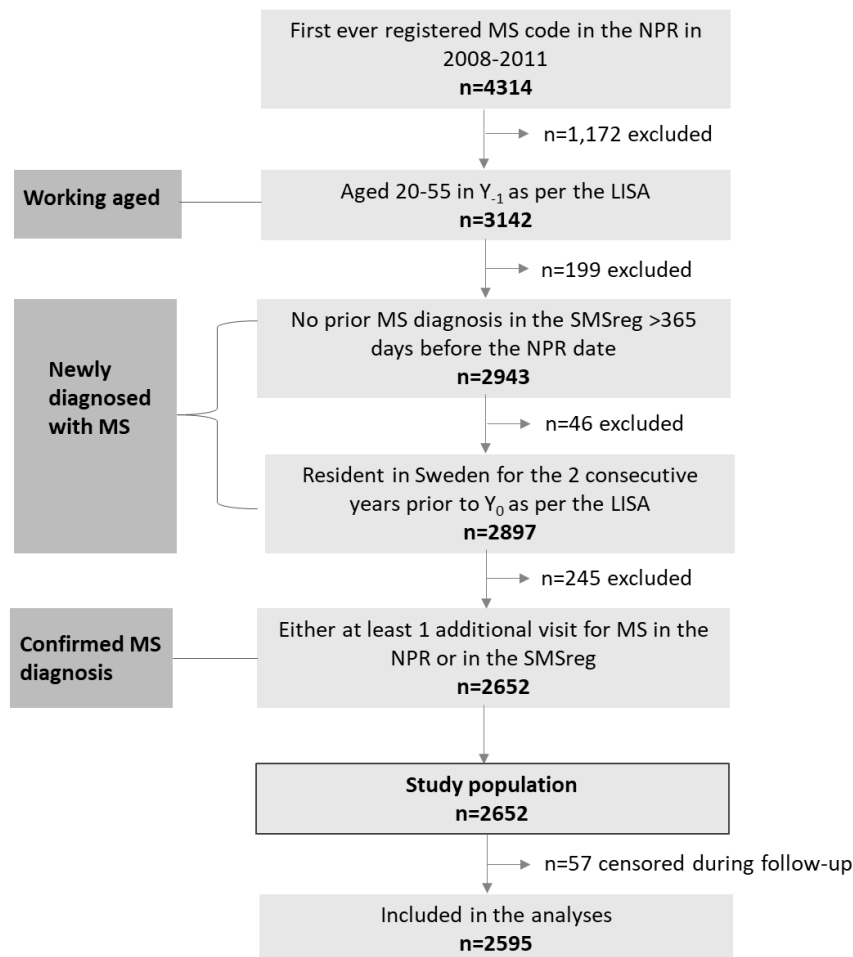 First ever registered MS code in the NPR in
2008-2011
n=4314
n=1,172 excluded
Working aged
Aged 20-55 in Y-1 as per the LISA
n=3142
n=199 excluded
Newly
diagnosed
with MS
No prior MS diagnosis in the SMSreg >365
days before the NPR date
n=2943
n=46 excluded
Resident in Sweden for the 2 consecutive
years prior to Y0 as per the LISA
n=2897
n=245 excluded
Confirmed MS
diagnosis
Either at least 1 additional visit for MS in the
NPR or in the SMSreg
n=2652
Study population
n=2652
n=57 censored during follow-up
Included in the analyses
n=2595